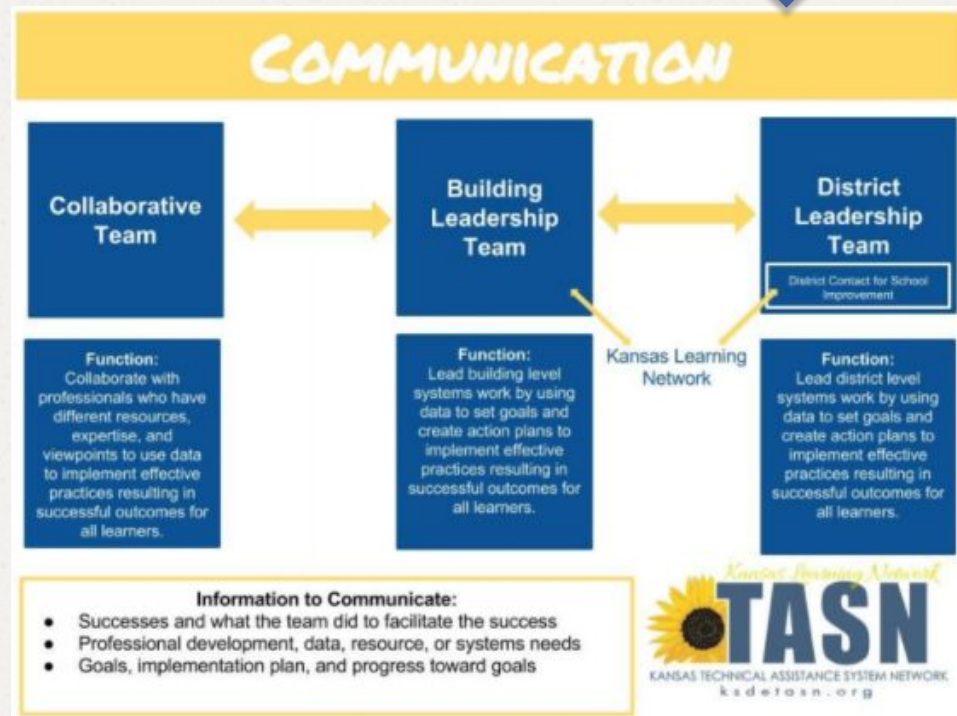 COMMUNICATION
Collaborative
Team
Building
Leadership
Team
District
Leadership
Team
District Contact for School
Improvement
Function:
Collaborate with
professionals who have
different resources,
expertise, and
viewpoints to use data
to implement effective
practices resulting in
successful outcomes for
all learners.
Function:
Lead building level
systems work by using
data to set goals and
create action plans to
implement effective
practices resulting in
successful outcomes for
all learners.
Kansas Learning
Network
Function:
Lead district level
systems work by using
data to set goals and
create action plans to
implement effective
practices resulting in
successful outcomes for
all learners.
Information to Communicate:
● Successes and what the team did to facilitate the success
● Professional development, data, resource, or systems needs
● Goals, implementation plan, and progress toward goals
Kansas Learning Network
TASN
KANSAS TECHNICAL ASSISTANCE SYSTEM NETWORK
ksdetasn.org